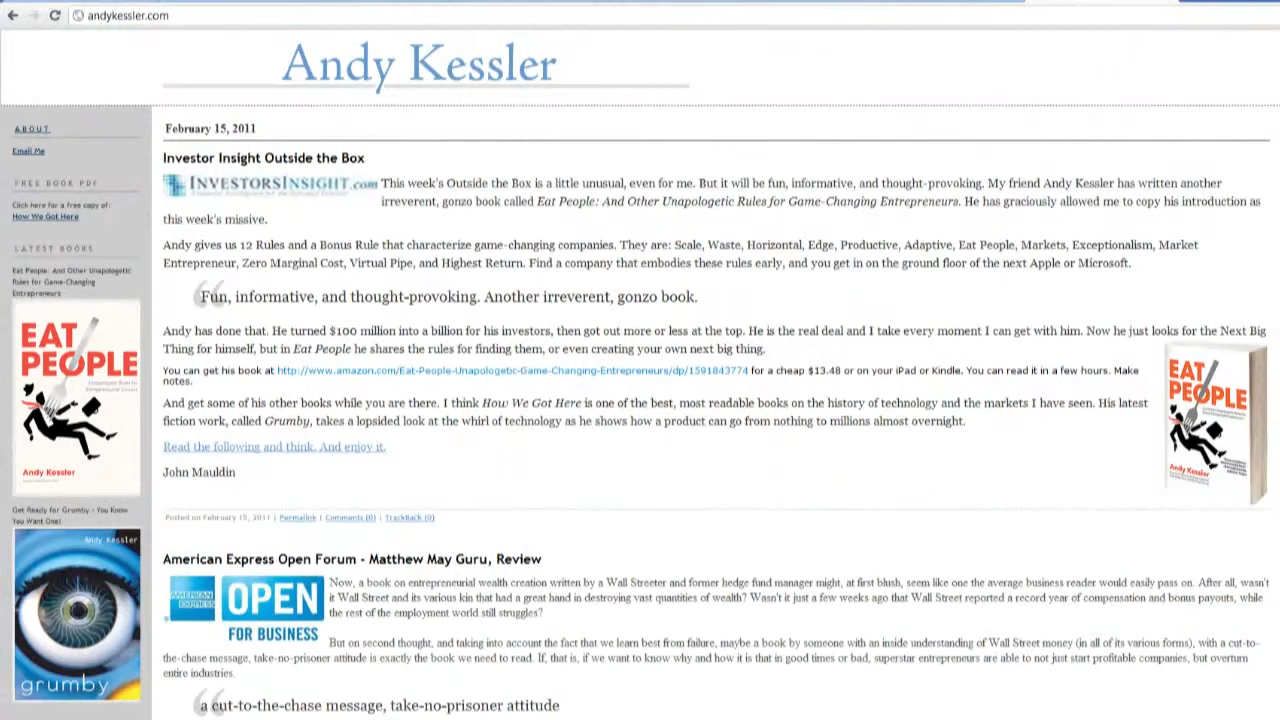 andykessler.com
Andy Kessler
ABOUT
Email Me
FREE BOOK PDF
Click here for a free copy of:
How We Got Here
LATEST BOOKS
Eat People: And Other Unapologetic
Rules for Game-Changing
Entrepreneurs
EAT
PEOPLE
Andy Kessler
Get Ready for Grumby - You Know
You Want One!
Andy Kessler
grumby
February 15, 2011
Investor Insight Outside the Box
INVESTORSINSIGHT.com
This week's Outside the Box is a little unusual, even for me. But it will be fun, informative, and thought-provoking. My friend Andy Kessler has written another
irreverent, gonzo book called Eat People: And Other Unapologetic Rules for Game-Changing Entrepreneurs. He has graciously allowed me to copy his introduction as
this week's missive.
Andy gives us 12 Rules and a Bonus Rule that characterize game-changing companies. They are: Scale, Waste, Horizontal, Edge, Productive, Adaptive, Eat People, Markets, Exceptionalism, Market
Entrepreneur, Zero Marginal Cost, Virtual Pipe, and Highest Return. Find a company that embodies these rules early, and you get in on the ground floor of the next Apple or Microsoft.
“ Fun, informative, and thought-provoking. Another irreverent, gonzo book.
Andy has done that. He turned $100 million into a billion for his investors, then got out more or less at the top. He is the real deal and I take every moment I can get with him. Now he just looks for the Next Big
Thing for himself, but in Eat People he shares the rules for finding them, or even creating your own next big thing.
You can get his book at http://www.amazon.com/Eat-People-Unapologetic-Game-Changing-Entrepreneurs/dp/1591843774 for a cheap $13.48 or on your iPad or Kindle. You can read it in a few hours. Make
notes.
And get some of his other books while you are there. I think How We Got Here is one of the best, most readable books on the history of technology and the markets I have seen. His latest
fiction work, called Grumby, takes a lopsided look at the whirl of technology as he shows how a product can go from nothing to millions almost overnight.
Read the following and think. And enjoy it.
John Mauldin
EAT
PEOPLE
Andy Kessler
Posted on February 15, 2011 | Permalink | Comments (0) | TrackBack (0)
American Express Open Forum - Matthew May Guru, Review
AMERICAN
EXPRESS
OPEN
FOR BUSINESS
Now, a book on entrepreneurial wealth creation written by a Wall Streeter and former hedge fund manager might, at first blush, seem like one the average business reader would easily pass on. After all, wasn't
it Wall Street and its various kin that had a great hand in destroying vast quantities of wealth? Wasn't it just a few weeks ago that Wall Street reported a record year of compensation and bonus payouts, while
the rest of the employment world still struggles?
But on second thought, and taking into account the fact that we learn best from failure, maybe a book by someone with an inside understanding of Wall Street money (in all of its various forms), with a cut-to-
the-chase message, take-no-prisoner attitude is exactly the book we need to read. If, that is, if we want to know why and how it is that in good times or bad, superstar entrepreneurs are able to not just start profitable companies, but overturn
entire industries.
“ a cut-to-the-chase message, take-no-prisoner attitude